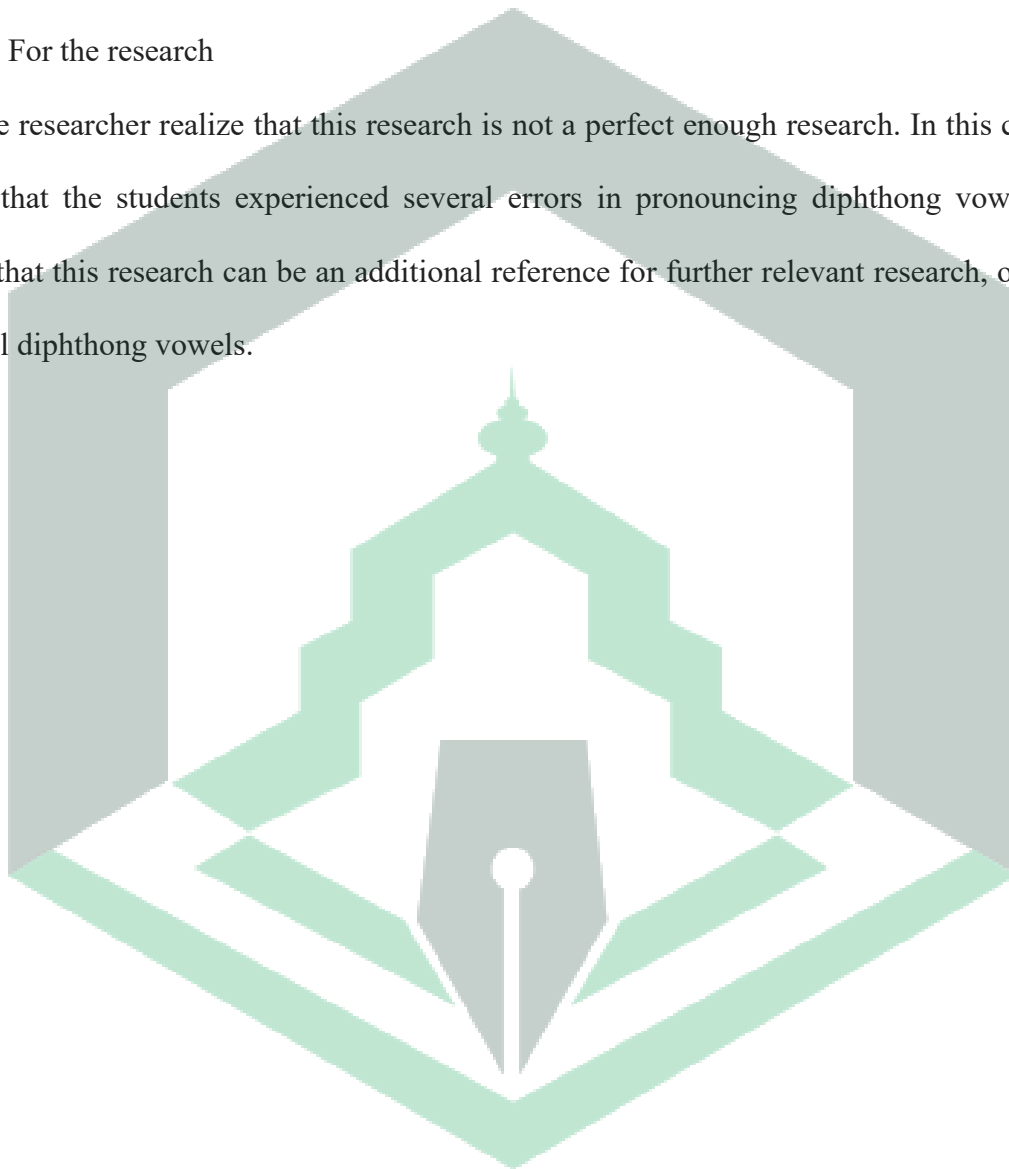 For the research
researcher realize that this research is not a perfect enough research. In this
that the students experienced several errors in pronouncing diphthong
that this research can be an additional reference for further relevant research,
diphthong vowels.